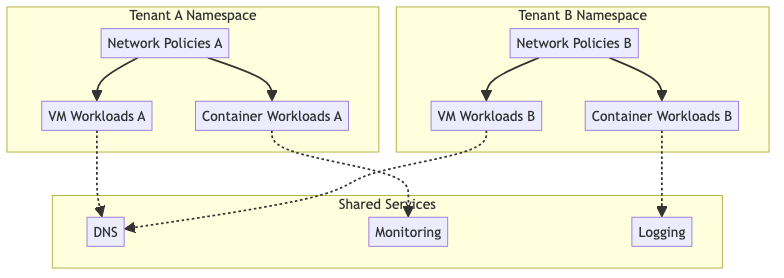 Tenant A Namespace
Network Policies A
VM Workloads A
Container Workloads A
Tenant B Namespace
Network Policies B
VM Workloads B
Container Workloads B
Shared Services
DNS
Monitoring
Logging